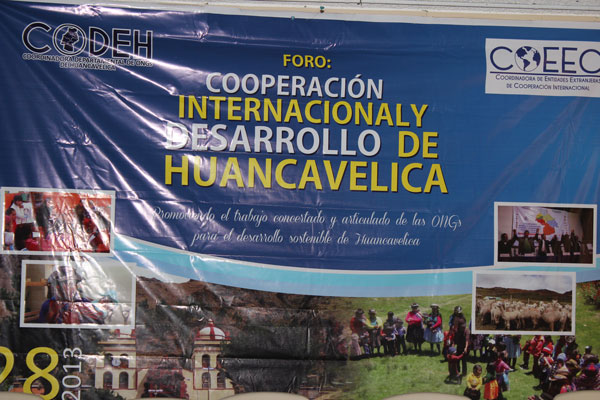 CODEH
COORDINADORA DEPARTAMENTAL DE ONGs
DE HUANCAVELICA
COEEC
COORDINADORA DE ENTIDADES EXTRANJERAS
DE COOPERACIÓN INTERNACIONAL
FORO:
COOPERACIÓN
INTERNACIONAL Y
DESARROLLO DE
HUANCAVELICA
Promoviendo el trabajo concertado y articulado de las ONGs
para el desarrollo sostenible de Huancavelica
28
2013